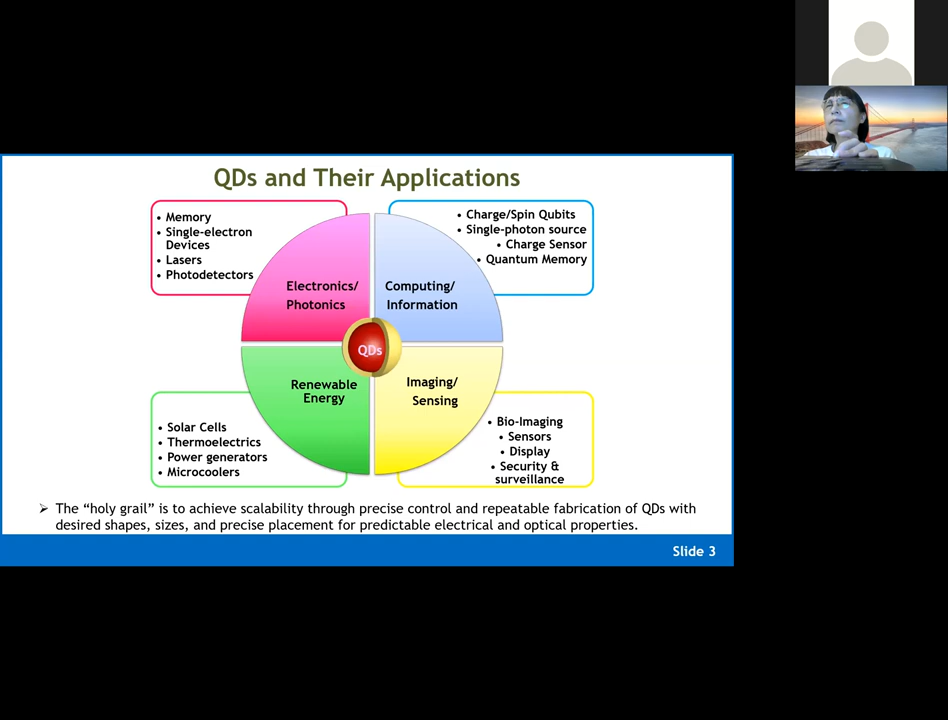 QDs and Their Applications
• Memory
• Single-electron
Devices
• Lasers
• Photodetectors
• Charge/Spin Qubits
• Single-photon source
• Charge Sensor
• Quantum Memory
Electronics/
Photonics
Computing/
Information
QDs
Renewable
Energy
Imaging/
Sensing
• Solar Cells
• Thermoelectrics
• Power generators
• Microcoolers
• Bio-Imaging
• Sensors
• Display
• Security &
surveillance
➢ The “holy grail” is to achieve scalability through precise control and repeatable fabrication of QDs with
desired shapes, sizes, and precise placement for predictable electrical and optical properties.
Slide 3